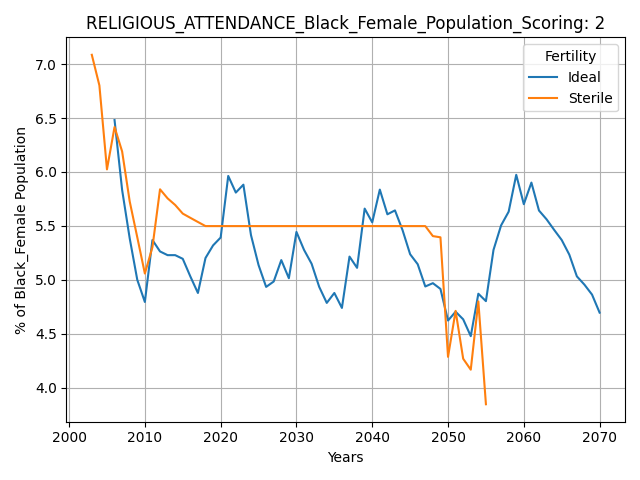 RELIGIOUS_ATTENDANCE_Black_Female_Population_Scoring: 2
Fertility
Ideal
Sterile
% of Black_Female Population
7.0
6.5
6.0
5.5
5.0
4.5
4.0
2000 2010 2020 2030 2040 2050 2060 2070
Years